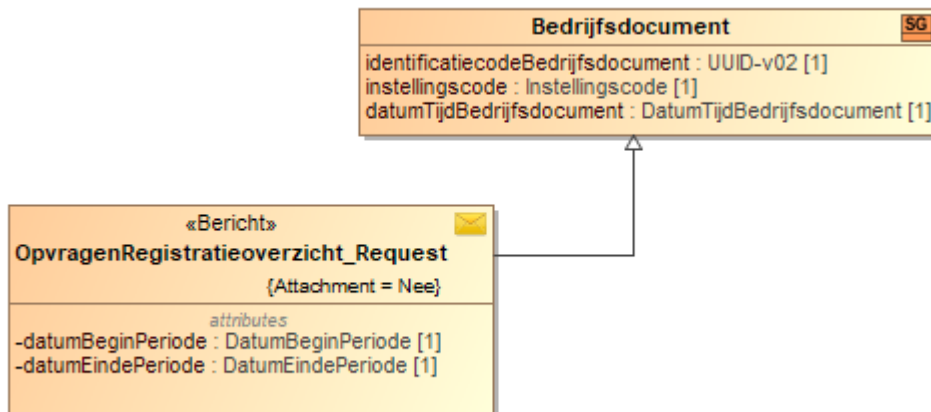 Bedrijfsdocument
SG
identificatiecodeBedrijfsdocument : UUID-v02 [1]
instellingscode : Instellingscode [1]
datumTijdBedrijfsdocument : DatumTijdBedrijfsdocument [1]
«Bericht»
OpvragenRegistratieoverzicht_Request
{Attachment = Nee}
attributes
-datumBeginPeriode : DatumBeginPeriode [1]
-datumEindePeriode : DatumEindePeriode [1]